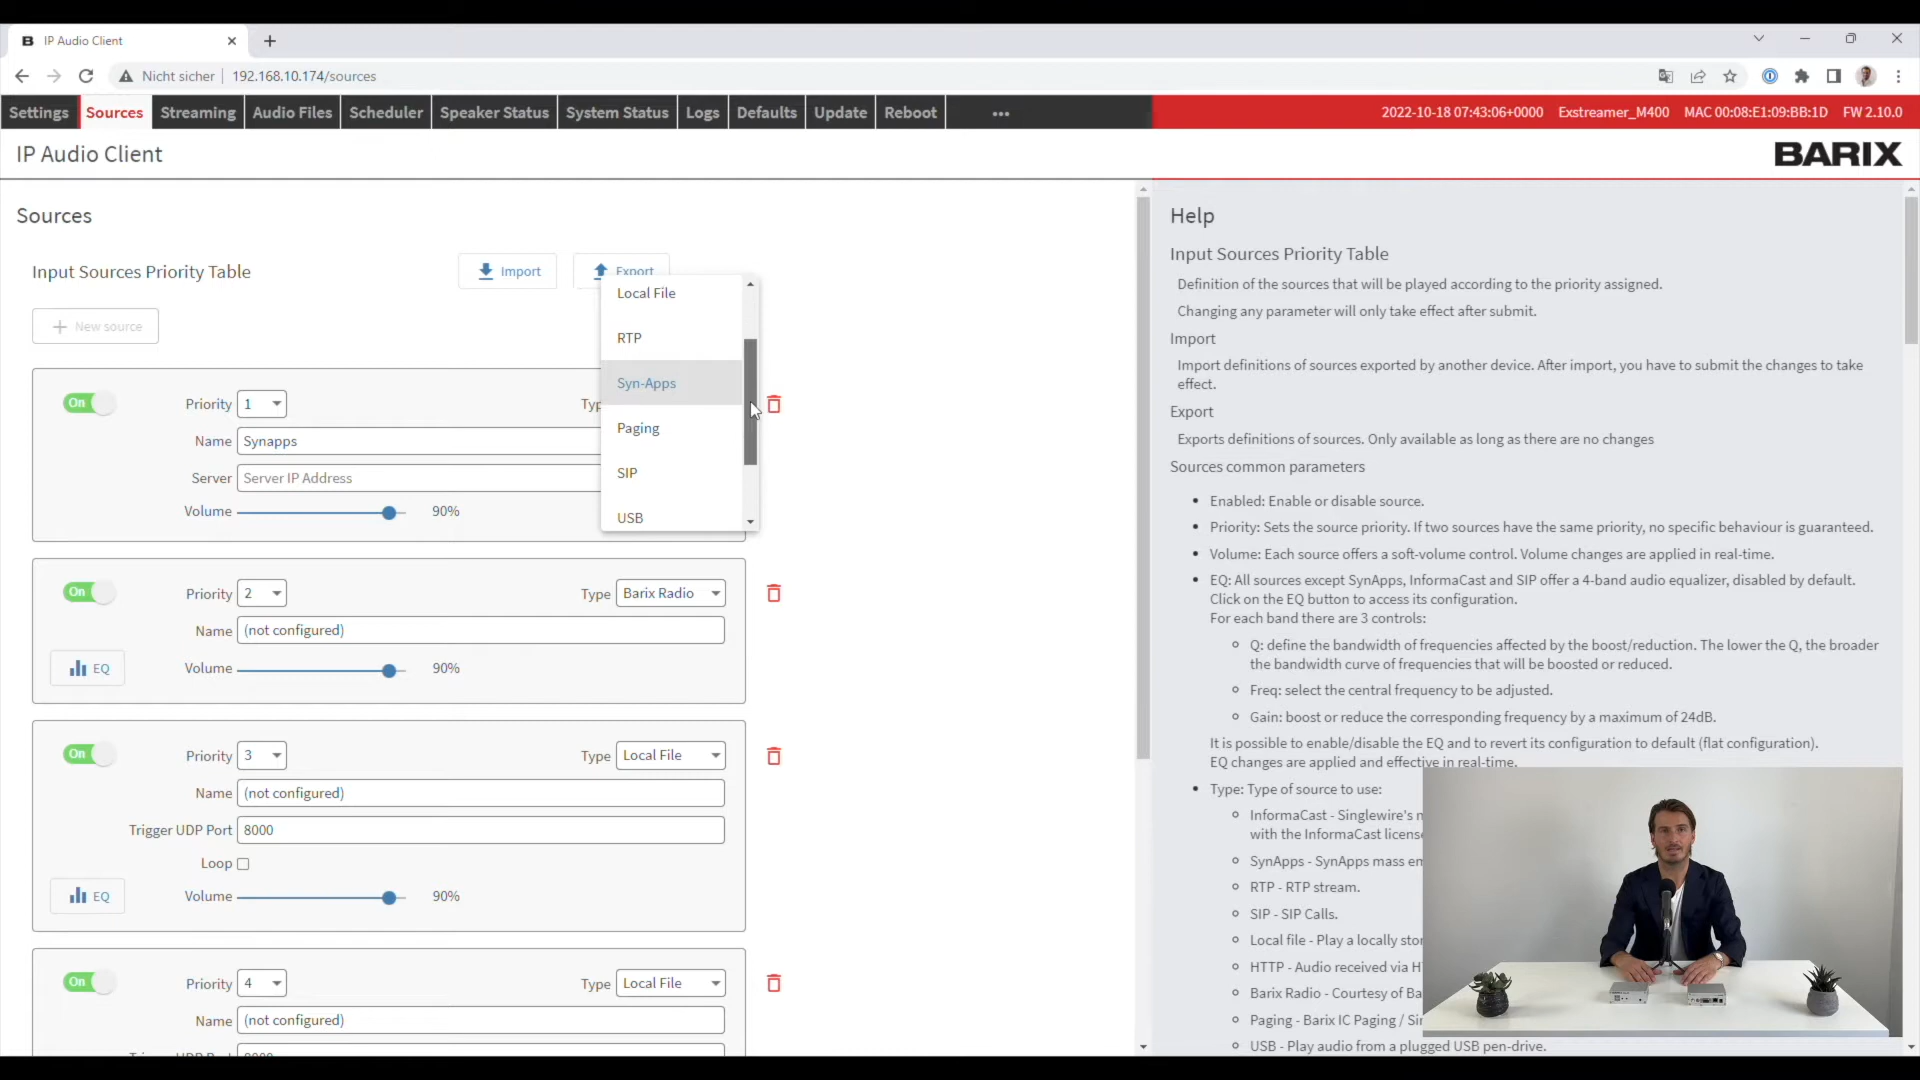 B IP Audio Client
Nicht sicher 192.168.10.174/sources
Settings Sources Streaming Audio Files Scheduler Speaker Status System Status Logs Defaults Update Reboot ••• 2022-10-18 07:43:06+0000 Exstreamer_M400 MAC 00:08:E1:09:BB:1D FW 2.10.0
IP Audio Client
BARIX
Sources
Input Sources Priority Table
Import
Export
New source
On
Priority 1
Name Synapps
Server Server IP Address
Volume 90%
Local File
RTP
Syn-Apps
Paging
SIP
USB
On
Priority 2
Type Barix Radio
Name (not configured)
EQ
Volume 90%
On
Priority 3
Type Local File
Name (not configured)
Trigger UDP Port 8000
Loop
EQ
Volume 90%
On
Priority 4
Type Local File
Name (not configured)
Help
Input Sources Priority Table
Definition of the sources that will be played according to the priority assigned.
Changing any parameter will only take effect after submit.
Import
Import definitions of sources exported by another device. After import, you have to submit the changes to take
effect.
Export
Exports definitions of sources. Only available as long as there are no changes
Sources common parameters
• Enabled: Enable or disable source.
• Priority: Sets the source priority. If two sources have the same priority, no specific behaviour is guaranteed.
• Volume: Each source offers a soft-volume control. Volume changes are applied in real-time.
• EQ: All sources except SynApps, InformaCast and SIP offer a 4-band audio equalizer, disabled by default.
Click on the EQ button to access its configuration.
For each band there are 3 controls:
Q: define the bandwidth of frequencies affected by the boost/reduction. The lower the Q, the broader
the bandwidth curve of frequencies that will be boosted or reduced.
Freq: select the central frequency to be adjusted.
Gain: boost or reduce the corresponding frequency by a maximum of 24dB.
It is possible to enable/disable the EQ and to revert its configuration to default (flat configuration).
EQ changes are applied and effective in real-time.
• Type: Type of source to use:
InformaCast - Singlewire's
with the InformaCast
SynApps - SynApps mass
RTP - RTP stream.
SIP - SIP Calls.
Local file - Play a locally
HTTP - Audio received via
Barix Radio - Courtesy of
Paging - Barix IC Paging /
USB - Play audio from a plugged USB pen-drive.